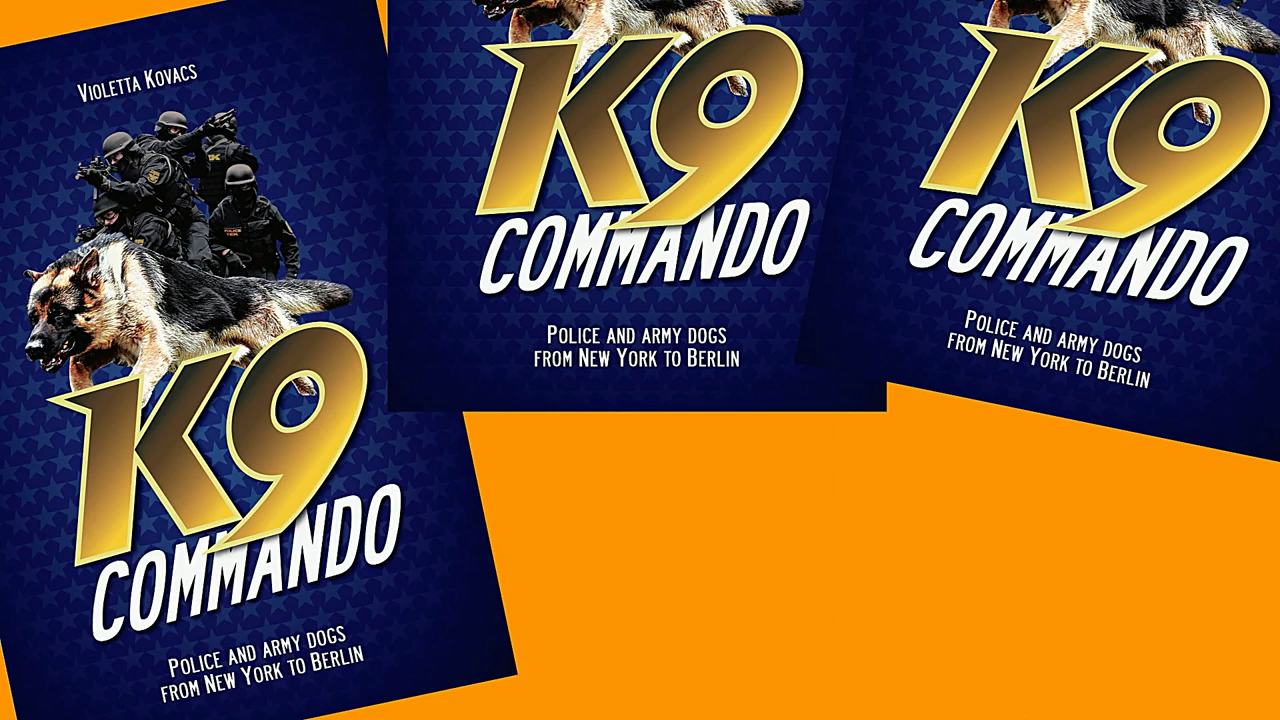 Violetta Kovacs
K9
COMMANDO
Police and army dogs
from New York to Berlin
K9
COMMANDO
Police and army dogs
from New York to Berlin
K9
COMMANDO
Police and army dogs
from New York to Berlin